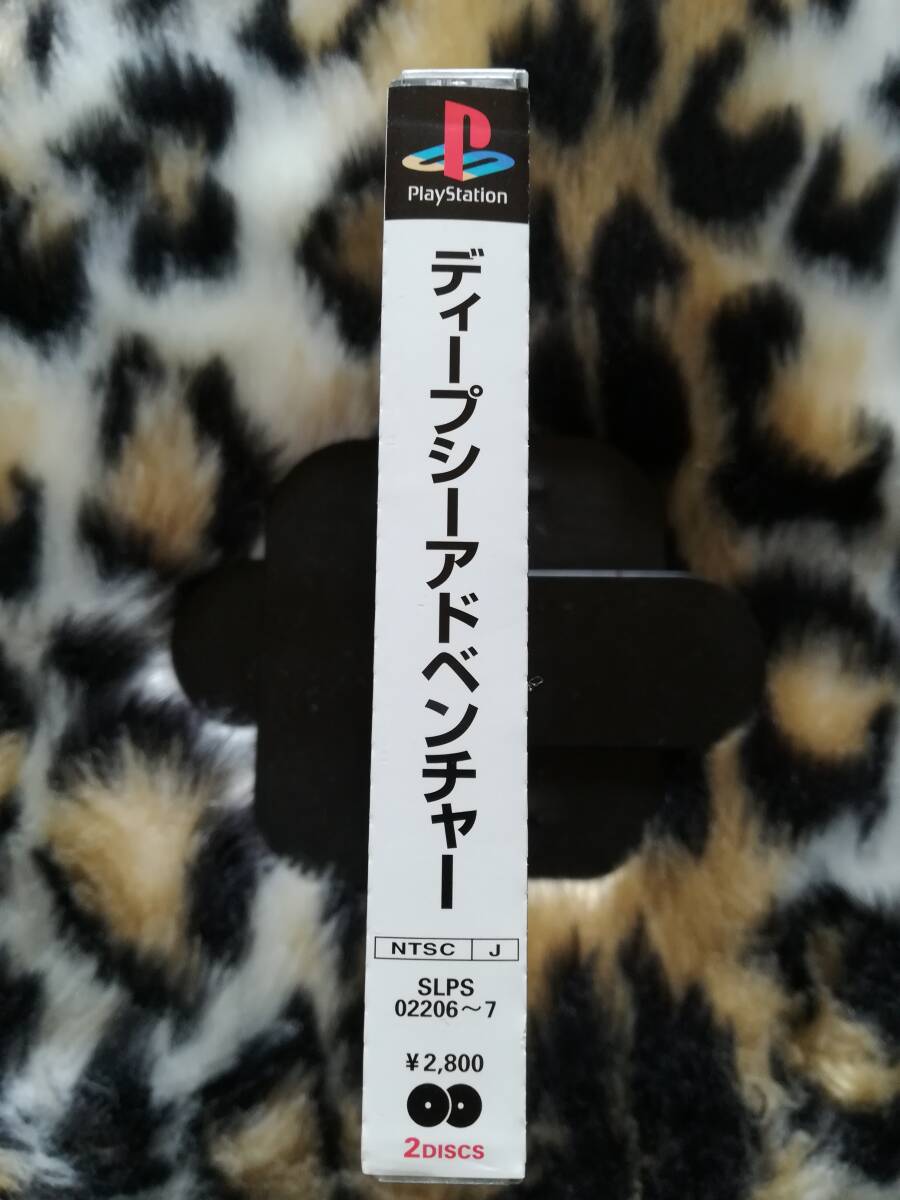 PlayStation
ディープシーアドベンチャー
NTSC J
SLPS
02206～7
￥2,800
2DISCS